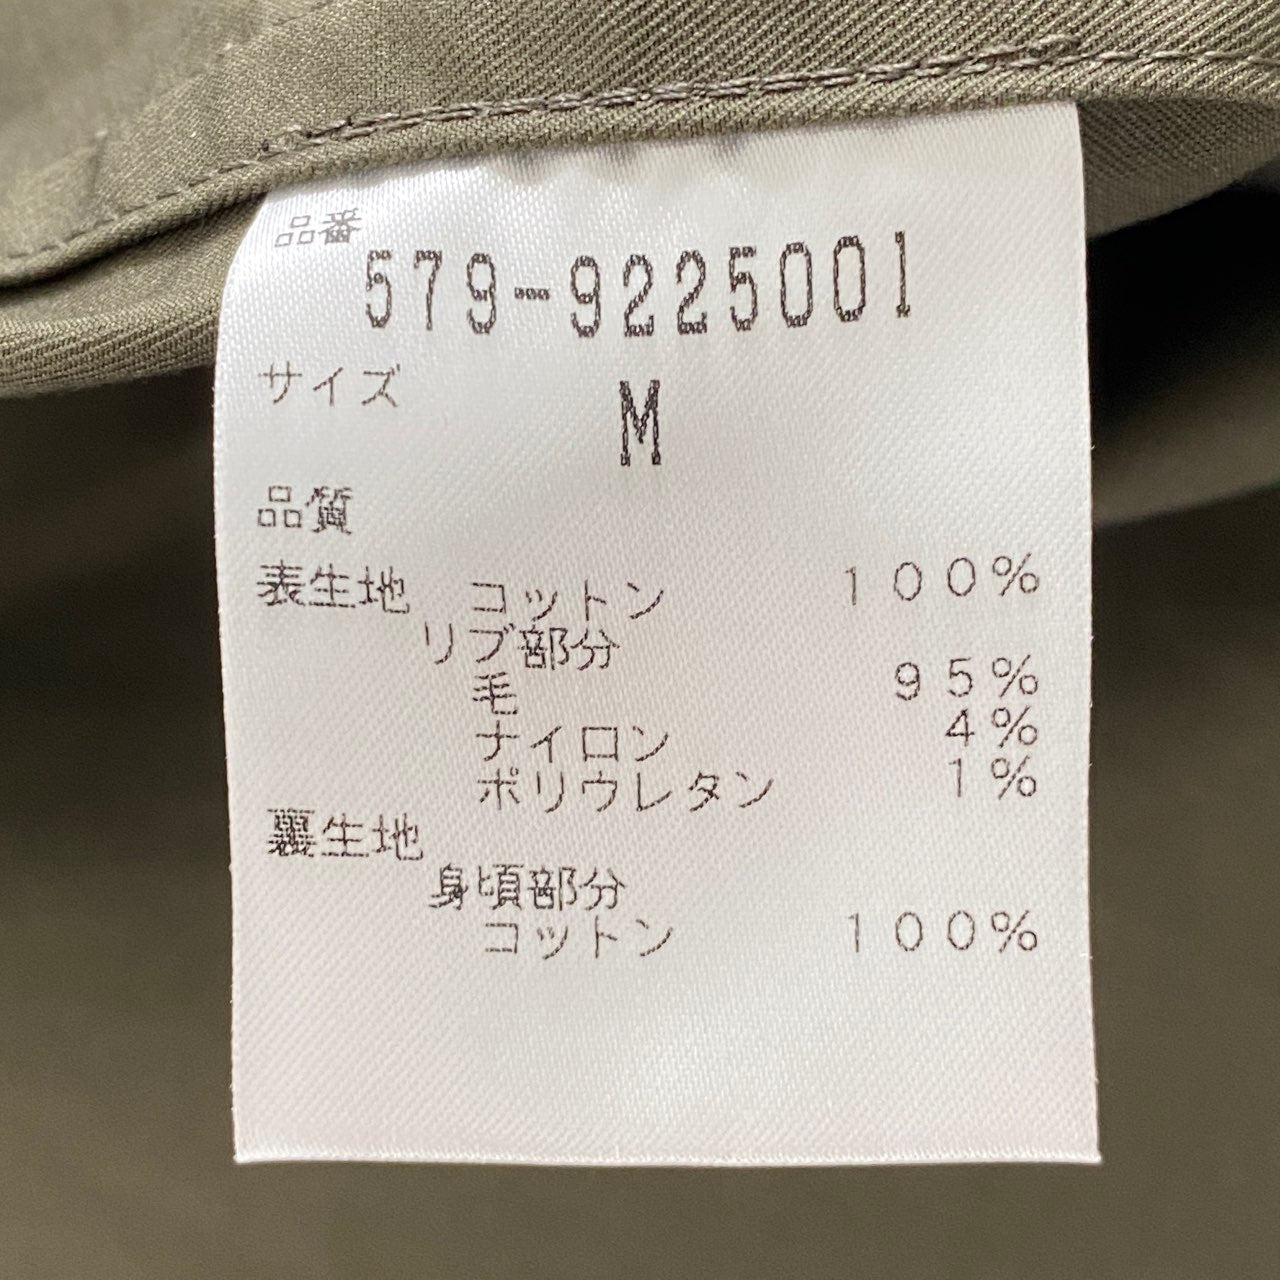 品番
579-9225001
サイズ
M
品質
表生地 コットン 100%
リブ部分
毛 95%
ナイロン 4%
ポリウレタン 1%
裏生地
身頃部分
コットン 100%